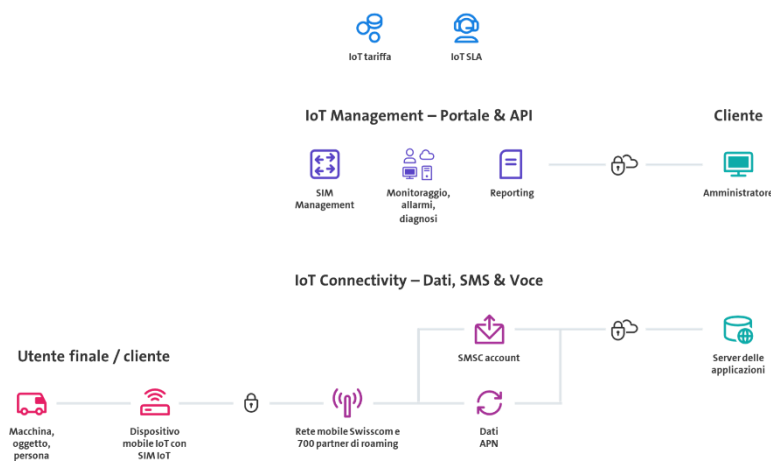 IoT tariffa
IoT SLA
IoT Management – Portale & API
Cliente
SIM
Management
Monitoraggio,
allarmi,
diagnosi
Reporting
Amministratore
IoT Connectivity – Dati, SMS & Voce
SMSC account
Server delle
applicazioni
Utente finale / cliente
Macchina,
oggetto,
persona
Dispositivo
mobile IoT con
SIM IoT
Rete mobile Swisscom e
700 partner di roaming
Dati
APN